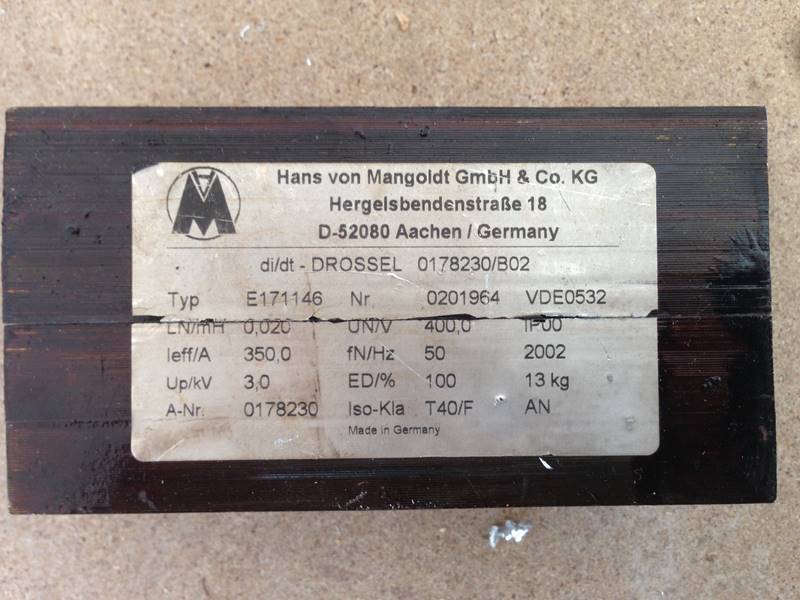 Hans von Mangoldt GmbH & Co. KG
Hergelsbendenstraße 18
D-52080 Aachen / Germany
di/dt - DROSSEL 0178230/B02
Typ E171146 Nr. 0201964 VDE0532
LN/mH 0,020 UN/V 400,0 IP00
Ieff/A 350,0 fN/Hz 50 2002
Up/kV 3,0 ED/% 100 13 kg
A-Nr. 0178230 Iso-Kla T40/F AN
Made in Germany